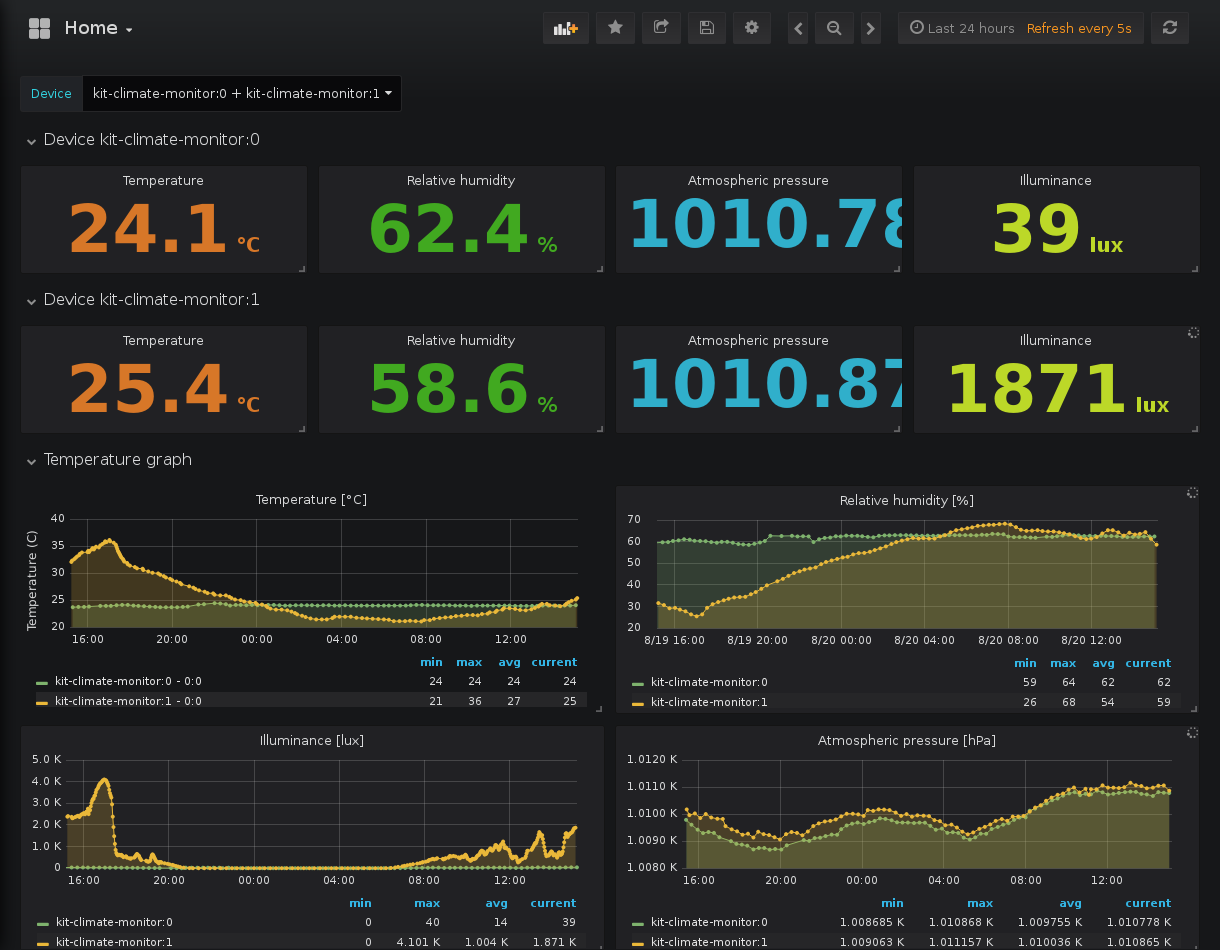 Home
Last 24 hours Refresh every 5s
Device kit-climate-monitor:0 + kit-climate-monitor:1
Device kit-climate-monitor:0
Temperature Relative humidity Atmospheric pressure Illuminance
24.1 °C 62.4 % 1010.78 39 lux
Device kit-climate-monitor:1
Temperature Relative humidity Atmospheric pressure Illuminance
25.4 °C 58.6 % 1010.87 1871 lux
Temperature graph
Temperature [°C]
Temperature (C)
40
35
30
25
20
16:00 20:00 00:00 04:00 08:00 12:00
min max avg current
kit-climate-monitor:0 - 0:0 24 24 24 24
kit-climate-monitor:1 - 0:0 21 36 27 25
Relative humidity [%]
70
60
50
40
30
20
8/19 16:00 8/19 20:00 8/20 00:00 8/20 04:00 8/20 08:00 8/20 12:00
min max avg current
kit-climate-monitor:0 59 64 62 62
kit-climate-monitor:1 26 68 54 59
Illuminance [lux]
5.0 K
4.0 K
3.0 K
2.0 K
1.0 K
0
16:00 20:00 00:00 04:00 08:00 12:00
min max avg current
kit-climate-monitor:0 0 40 14 39
kit-climate-monitor:1 0 4.101 K 1.004 K 1.871 K
Atmospheric pressure [hPa]
1.0120 K
1.0110 K
1.0100 K
1.0090 K
1.0080 K
16:00 20:00 00:00 04:00 08:00 12:00
min max avg current
kit-climate-monitor:0 1.008685 K 1.010868 K 1.009755 K 1.010778 K
kit-climate-monitor:1 1.009063 K 1.011157 K 1.010036 K 1.010865 K